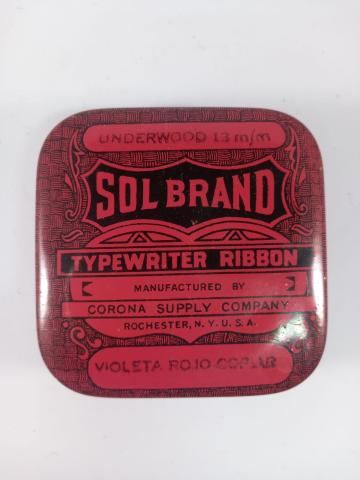 UNDERWOOD 13 m/m
SOL BRAND
TYPEWRITER RIBBON
MANUFACTURED BY
CORONA SUPPLY COMPANY
ROCHESTER, N.Y. U.S.A.
VIOLETA ROJO COPIAR